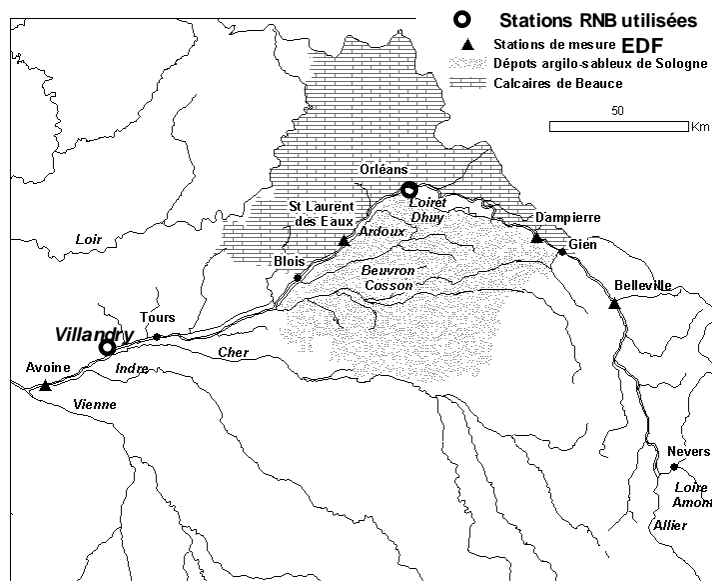 Stations RNB utilisées
Stations de mesure EDF
Dépots argilo-sableux de Sologne
Calcaires de Beauce
50
Km
Orléans
Loiret
Dhuy
St Laurent
des Eaux
Ardoux
Dampierre
Gien
Loir
Blois
Beuvron
Cosson
Belleville
Tours
Villandry
Cher
Avoine
Indre
Vienne
Nevers
Loire
Amont
Allier